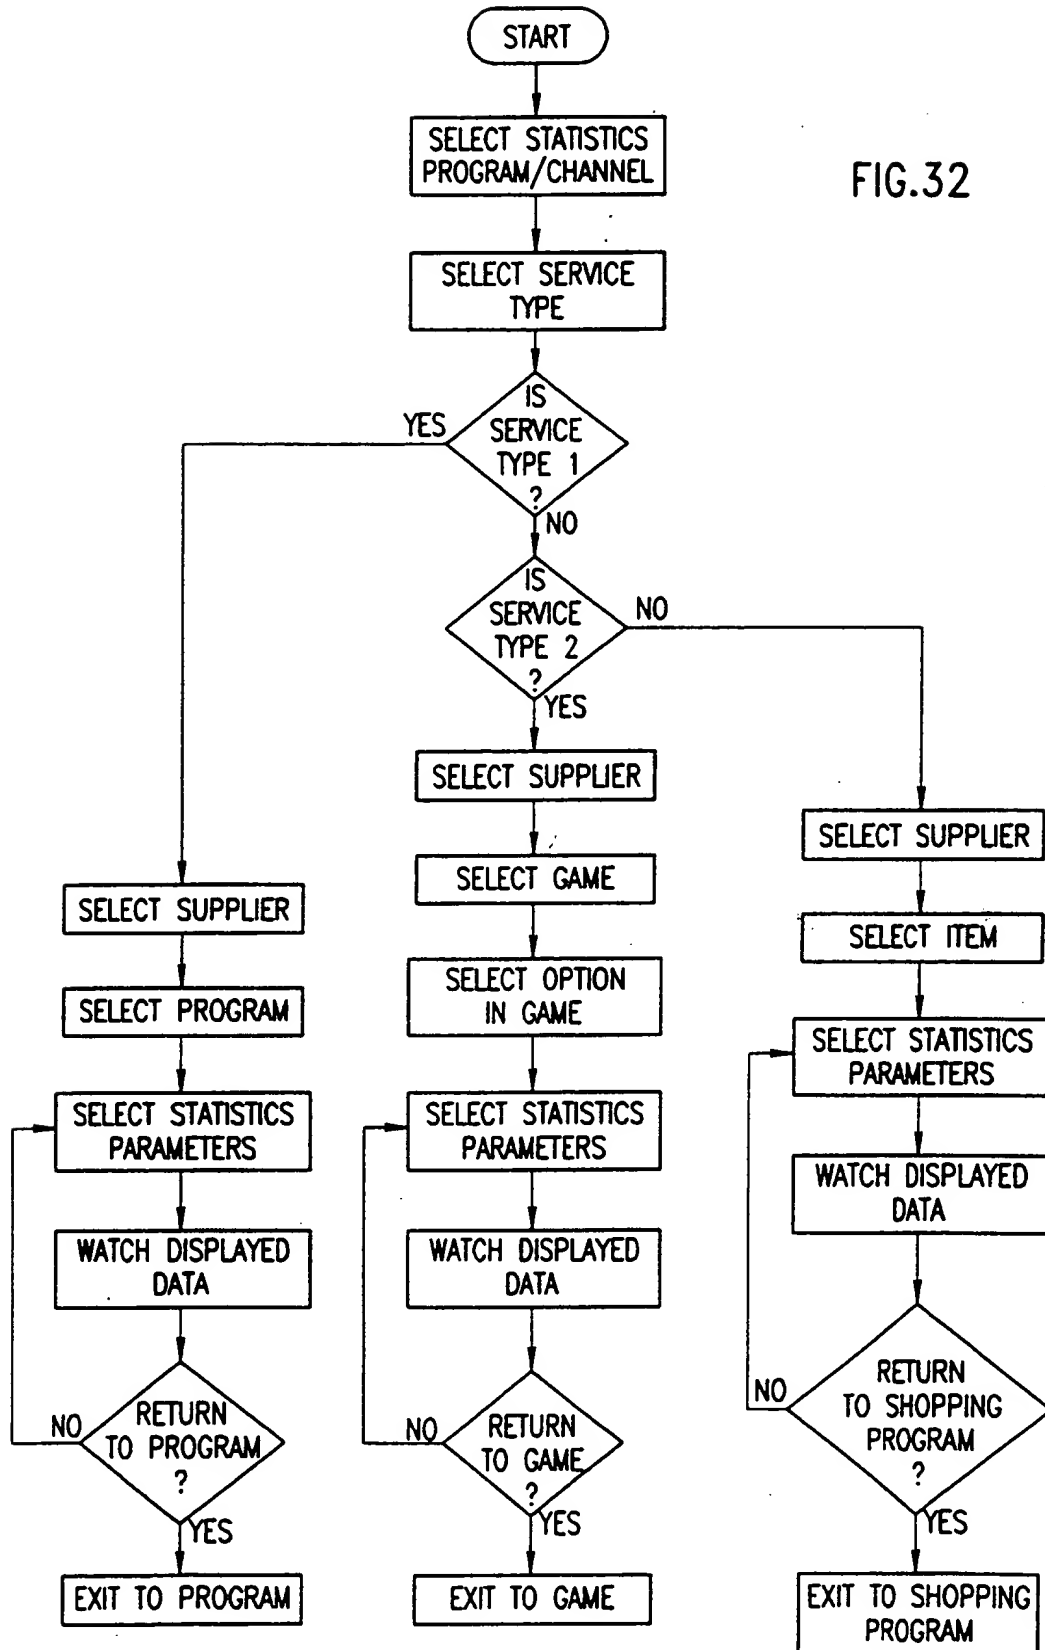 START
SELECT STATISTICS
PROGRAM/CHANNEL
FIG.32
SELECT SERVICE
TYPE
IS
SERVICE
TYPE 1
?
YES
NO
IS
SERVICE
TYPE 2
?
NO
YES
SELECT SUPPLIER
SELECT GAME
SELECT OPTION
IN GAME
SELECT STATISTICS
PARAMETERS
WATCH DISPLAYED
DATA
RETURN
TO GAME
?
NO
YES
EXIT TO GAME
SELECT SUPPLIER
SELECT PROGRAM
SELECT STATISTICS
PARAMETERS
WATCH DISPLAYED
DATA
RETURN
TO PROGRAM
?
NO
YES
EXIT TO PROGRAM
SELECT SUPPLIER
SELECT ITEM
SELECT STATISTICS
PARAMETERS
WATCH DISPLAYED
DATA
RETURN
TO SHOPPING
PROGRAM
?
NO
YES
EXIT TO SHOPPING
PROGRAM